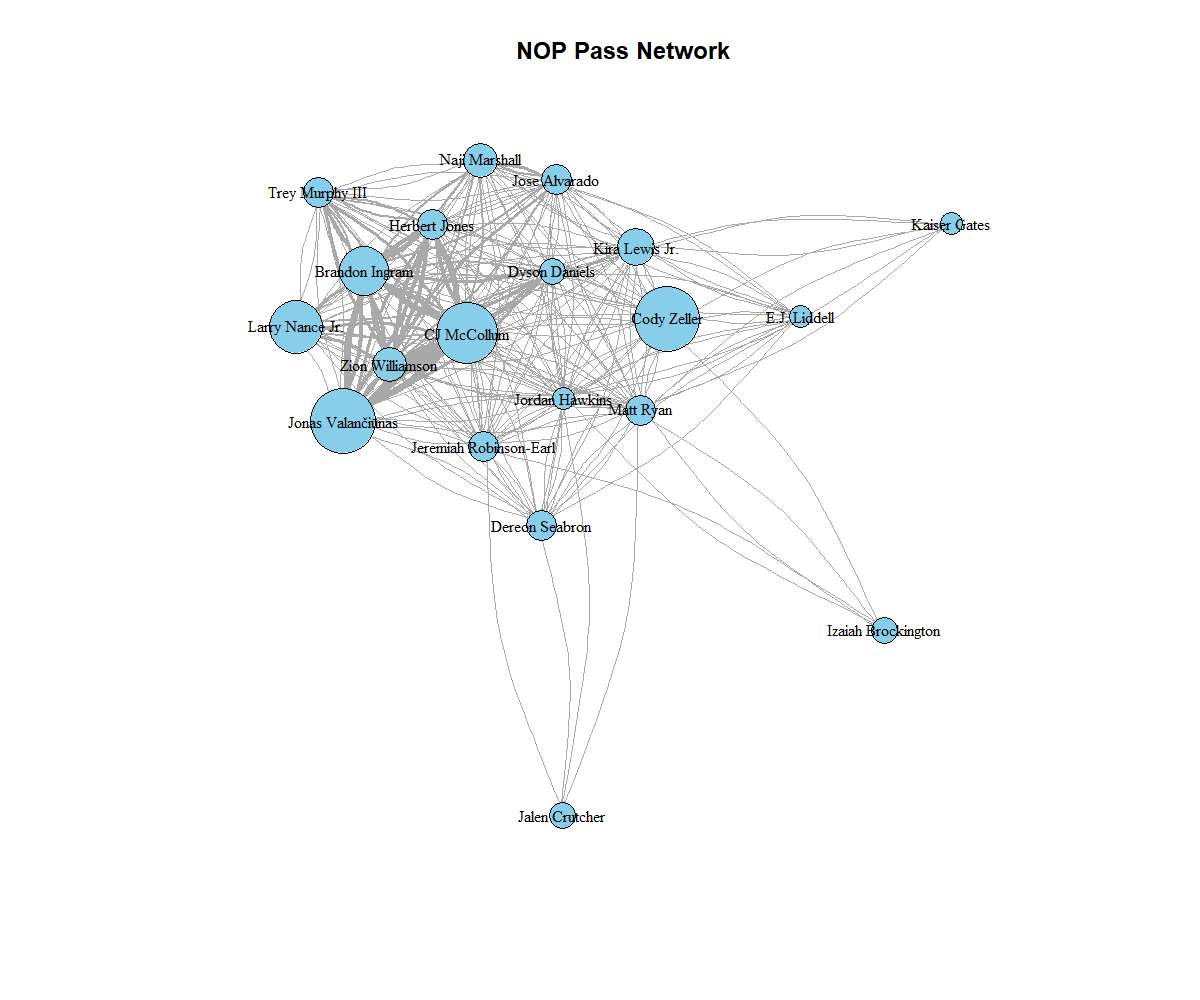 NOP Pass Network
Naji Marshall
Jose Alvarado
Trey Murphy III
Herbert Jones
Kaiser Gates
Kira Lewis Jr.
Brandon Ingram
Dyson Daniels
E.J. Liddell
Cody Zeller
Larry Nance Jr.
CJ McCollum
Zion Williamson
Jordan Hawkins
Matt Ryan
Jonas Valančiūnas
Jeremiah Robinson-Earl
Dereon Seabron
Izaiah Brockington
Jalen Crutcher